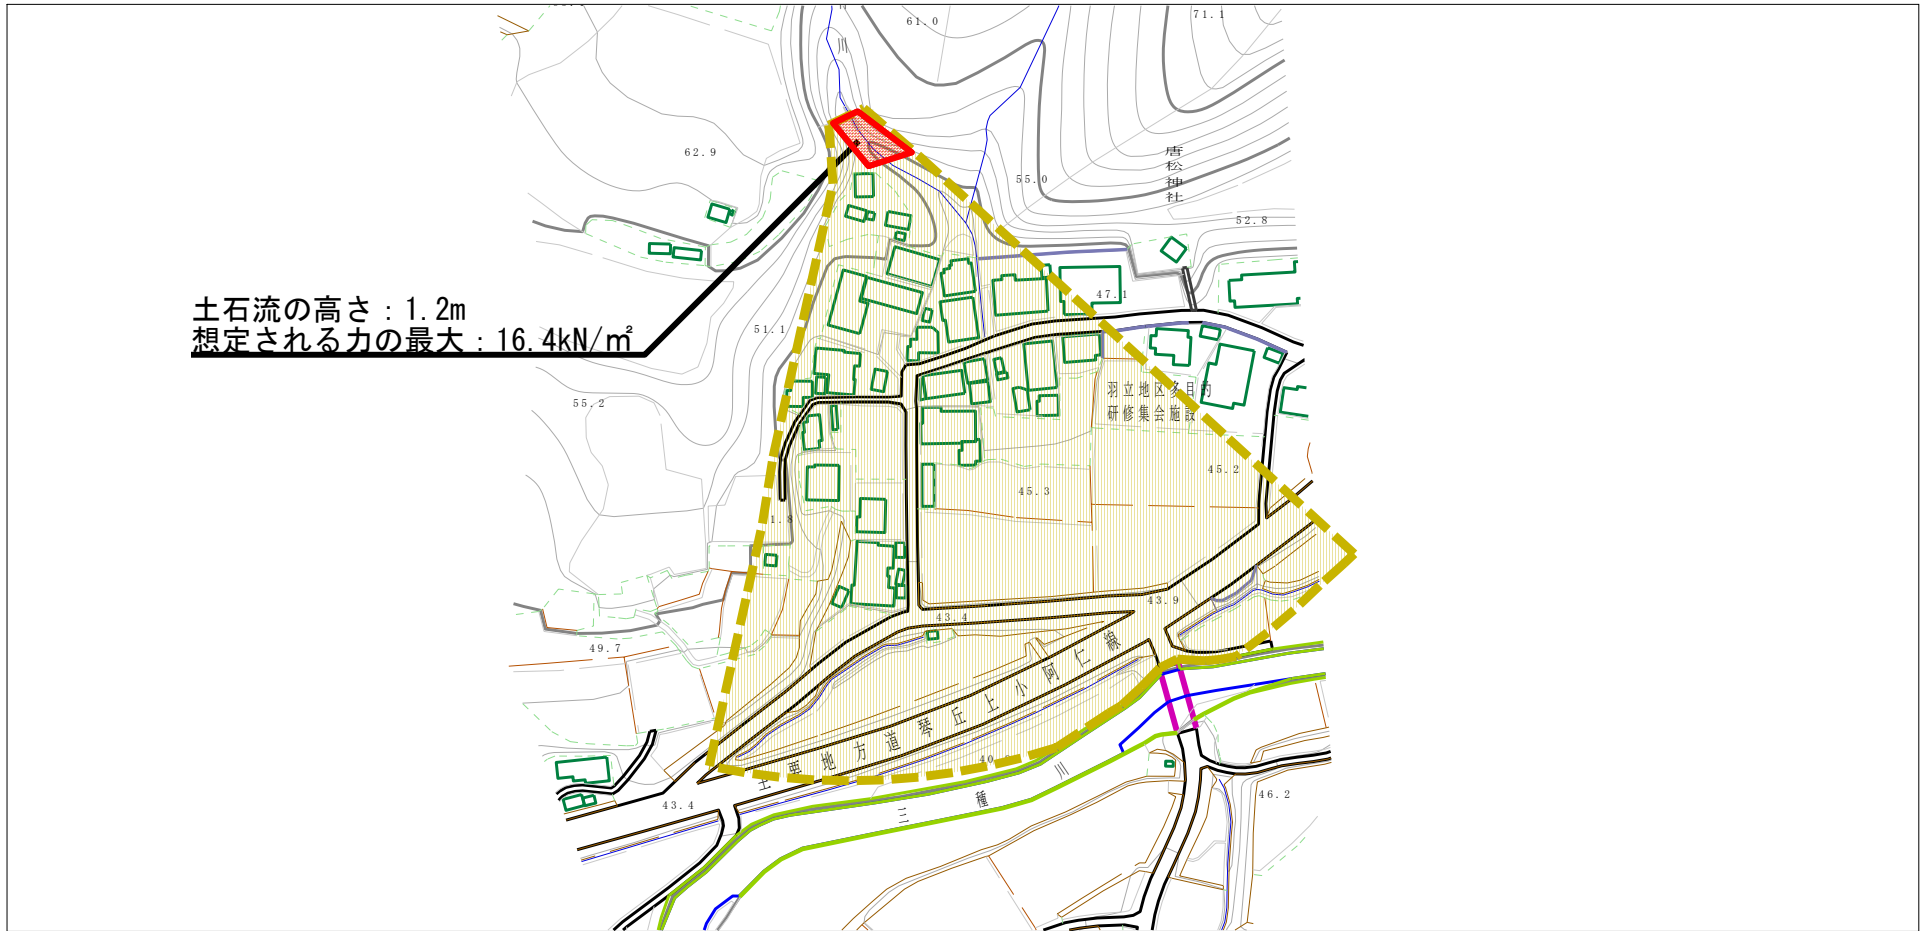 61.0
71.1
川
62.9
唐松神社
55.0
52.8
47.1
土石流の高さ：1.2m
想定される力の最大：16.4kN/㎡
51.1
55.2
羽立地区多目的
研修集会施設
45.2
45.3
1.8
43.9
43.4
49.7
主要地方道琴丘上小阿仁線
40
三種川
43.4
46.2